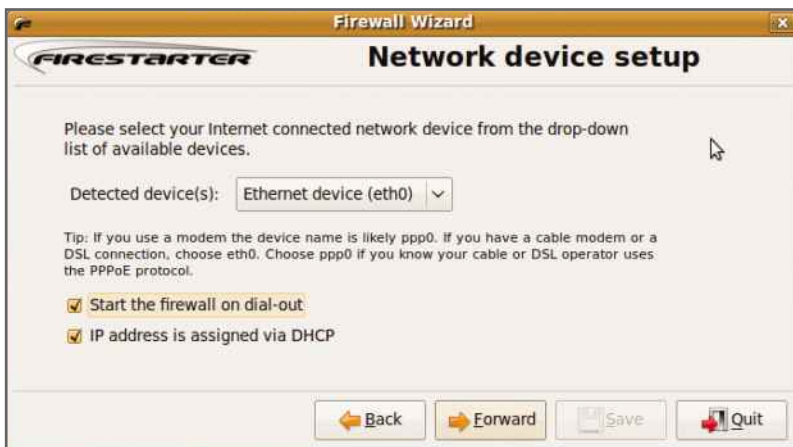 Firewall Wizard
FIRESTARTER
Network device setup
Please select your Internet connected network device from the drop-down
list of available devices.
Detected device(s): Ethernet device (eth0)
Tip: If you use a modem the device name is likely ppp0. If you have a cable modem or a
DSL connection, choose eth0. Choose ppp0 if you know your cable or DSL operator uses
the PPPoE protocol.
Start the firewall on dial-out
IP address is assigned via DHCP
Back Forward Save Quit